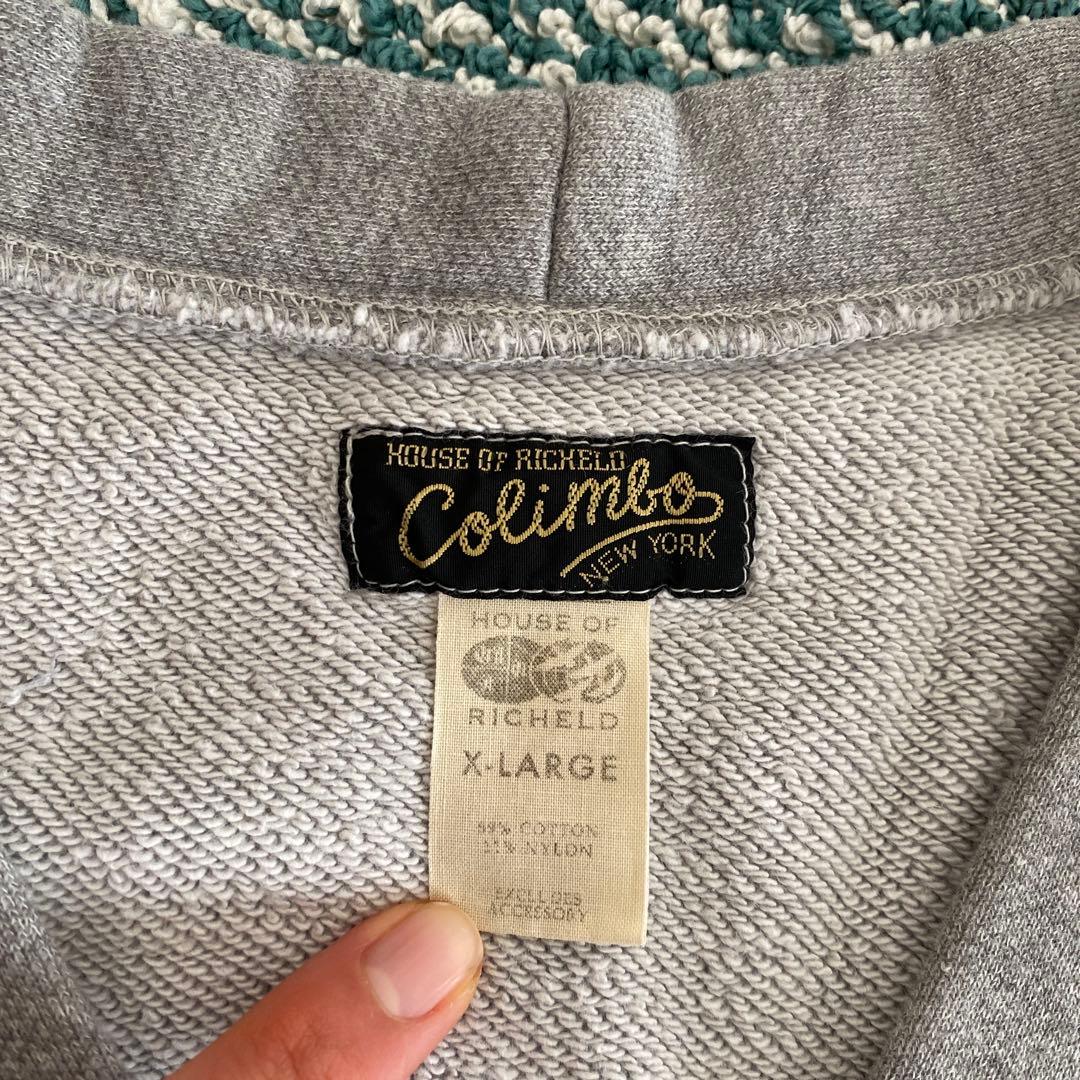 HOUSE OF RICHELD
Colimbo
NEW YORK
HOUSE OF
RICHELD
X-LARGE
COTTON
NYLON
EXCLUDES
ACCESSORY